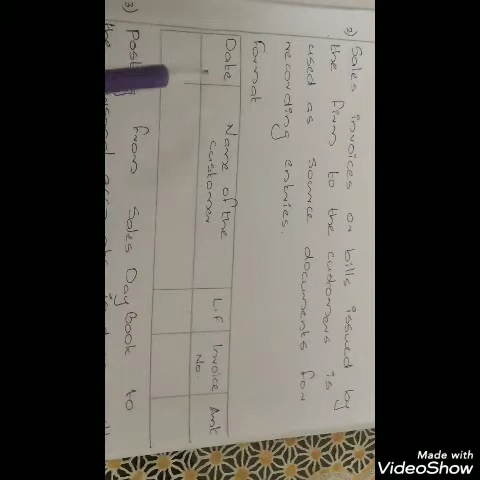 2) Sales invoices or bills issued by
the firm to the customers is
used as source documents for
recording entries.
Format
Date Name of the customer L.F Invoice No. Amt
3) Posting from Sales Day Book to
the
Made with
VideoShow